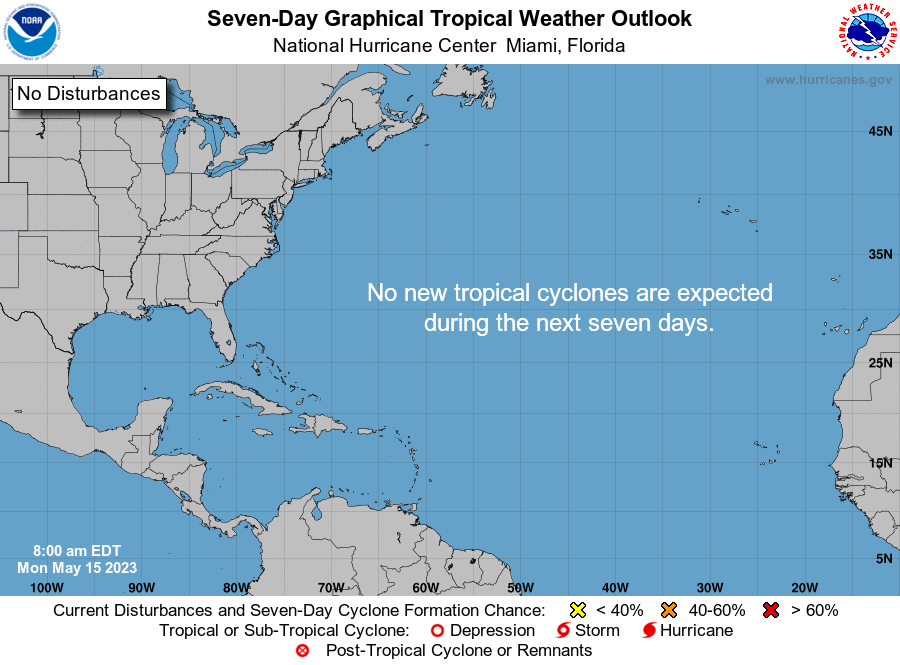 Seven-Day Graphical Tropical Weather Outlook
National Hurricane Center Miami, Florida
NOAA
NATIONAL WEATHER SERVICE
www.hurricanes.gov
No Disturbances
45N
35N
No new tropical cyclones are expected
during the next seven days.
25N
15N
5N
8:00 am EDT
Mon May 15 2023
100W 90W 80W 70W 60W 50W 40W 30W 20W
Current Disturbances and Seven-Day Cyclone Formation Chance: < 40% 40-60% > 60%
Tropical or Sub-Tropical Cyclone: Depression Storm Hurricane
Post-Tropical Cyclone or Remnants